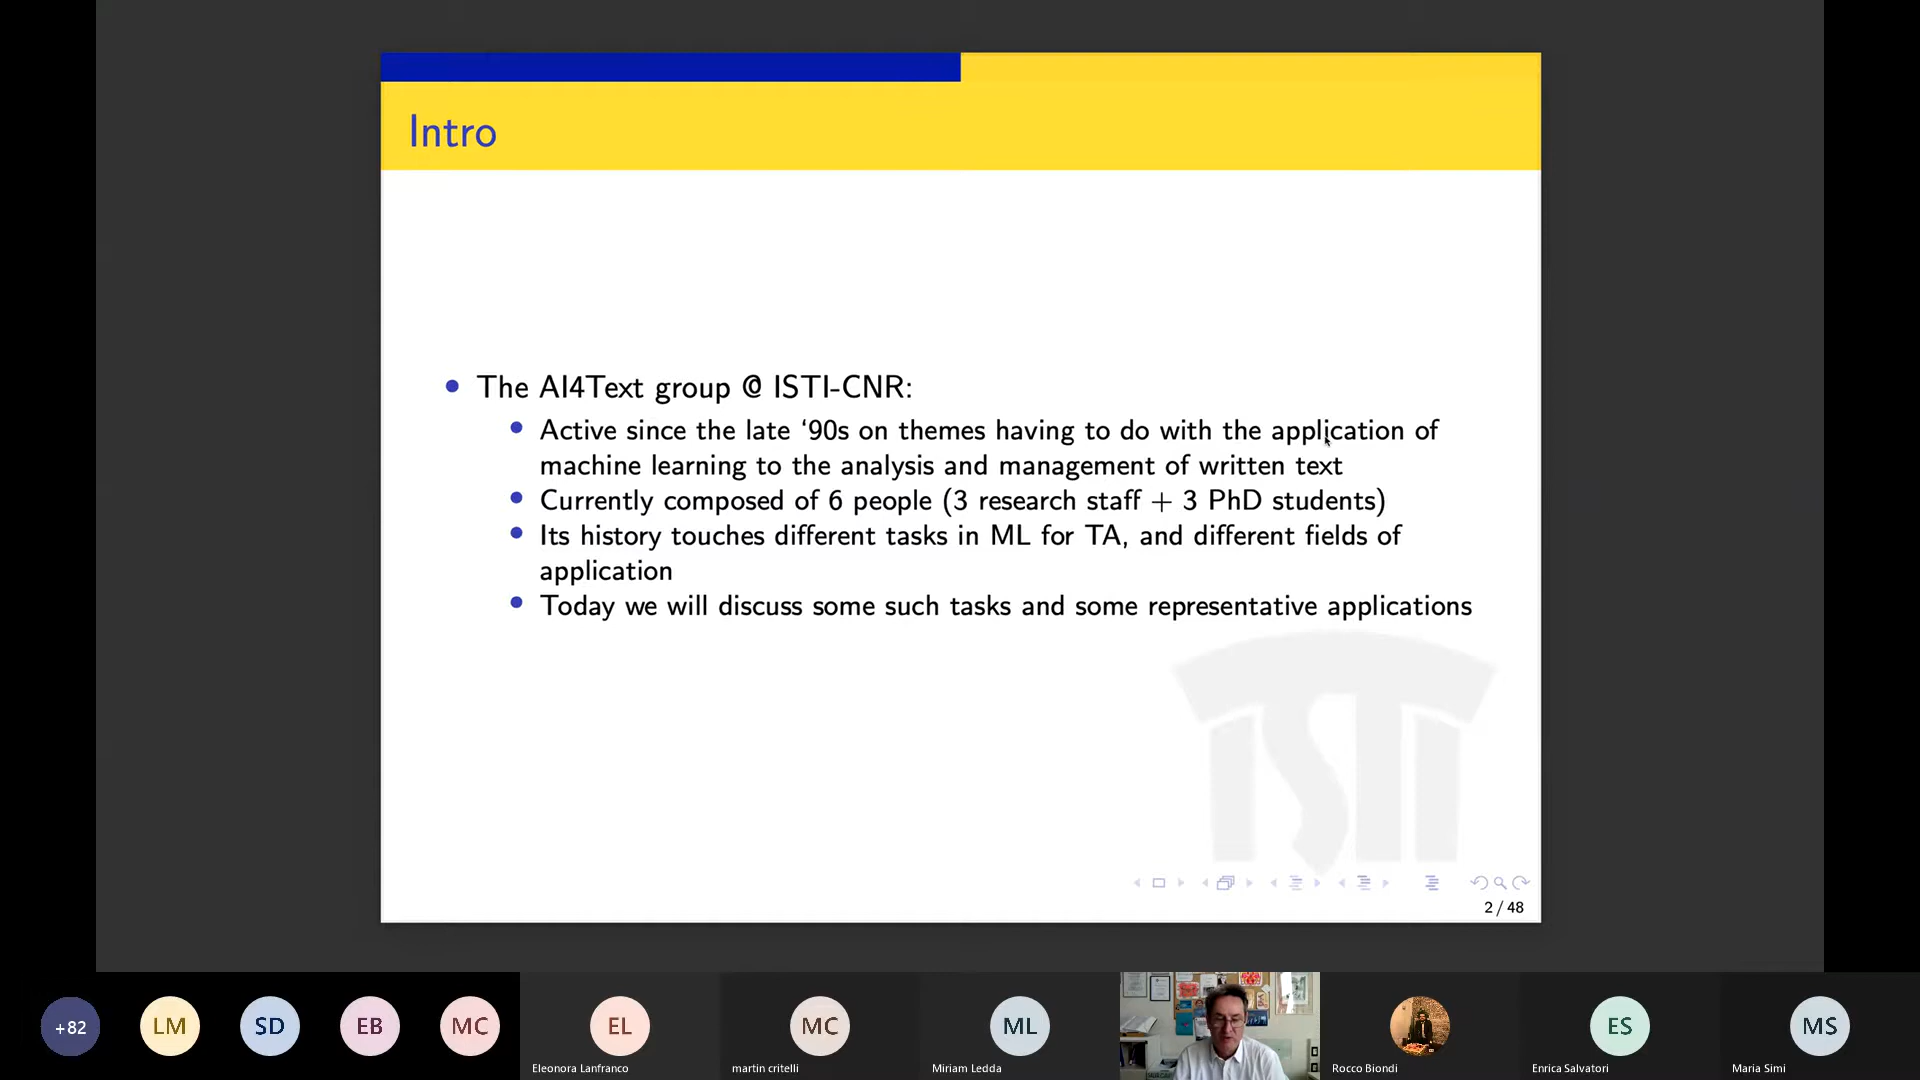 Intro
The AI4Text group @ ISTI-CNR:
Active since the late ‘90s on themes having to do with the application of
machine learning to the analysis and management of written text
Currently composed of 6 people (3 research staff + 3 PhD students)
Its history touches different tasks in ML for TA, and different fields of
application
Today we will discuss some such tasks and some representative applications
ISTI
2 / 48
+82
LM
SD
EB
MC
EL
MC
ML
ES
MS
Eleonora Lanfranco
martin critelli
Miriam Ledda
Rocco Biondi
Enrica Salvatori
Maria Simi